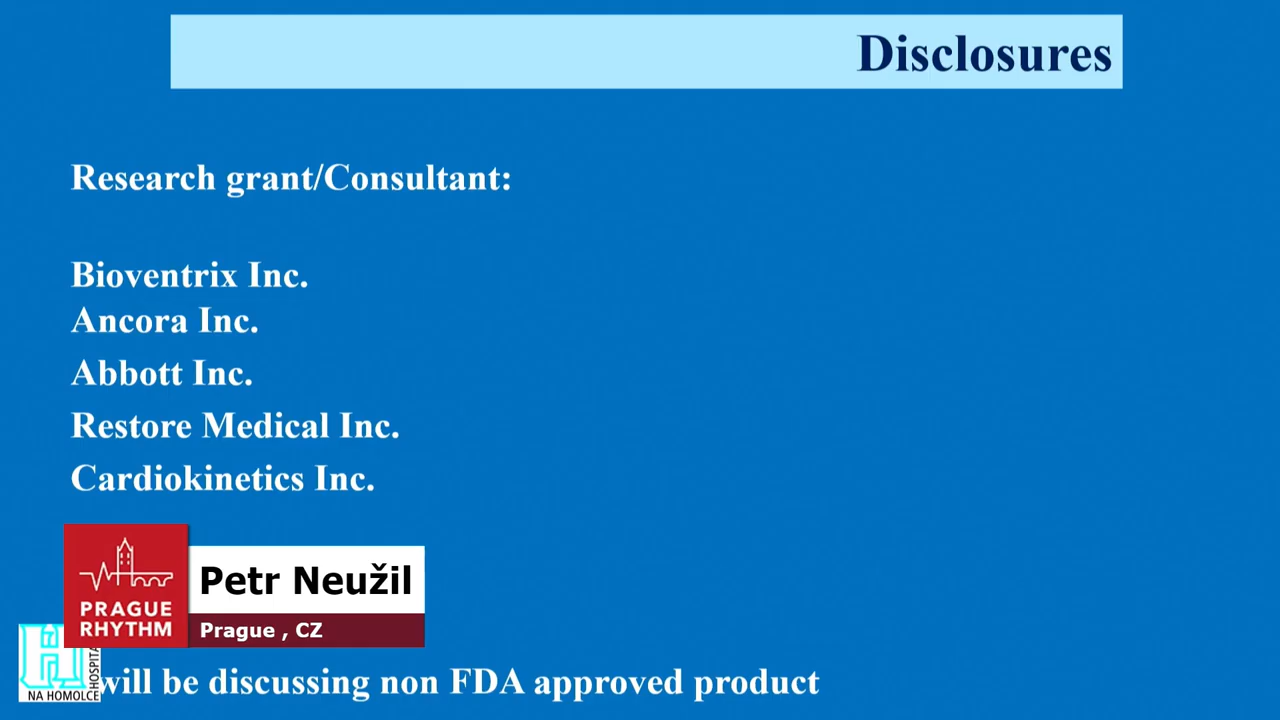 Disclosures
Research grant/Consultant:
Bioventrix Inc.
Ancora Inc.
Abbott Inc.
Restore Medical Inc.
Cardiokinetics Inc.
PRAGUE
RHYTHM
Petr Neužil
Prague , CZ
NA HOMOLCE
HOSPITA
will be discussing non FDA approved product